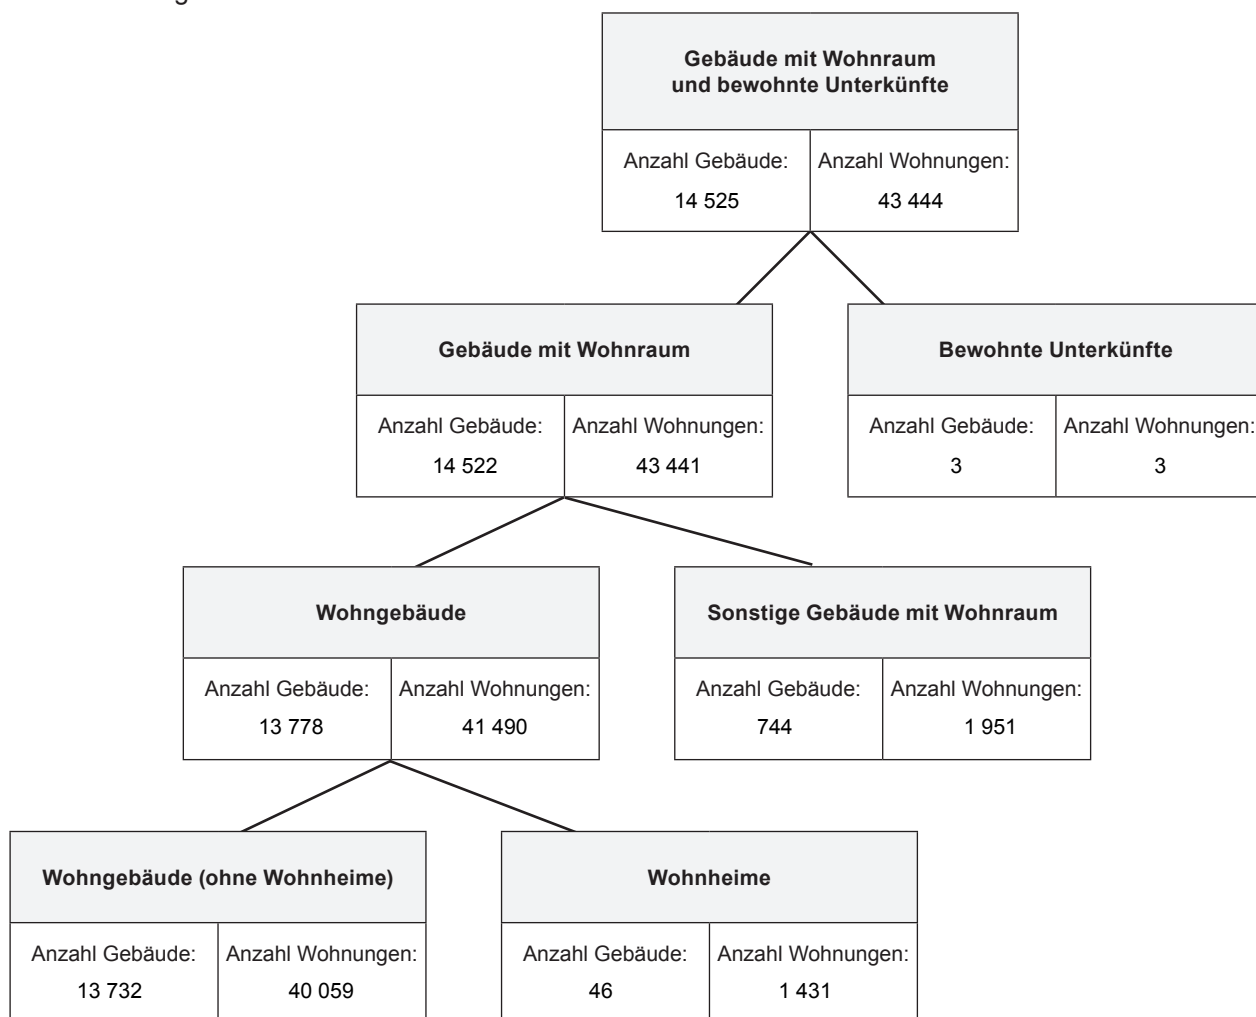 Gebäude mit Wohnraum
und bewohnte Unterkünfte
Anzahl Gebäude: Anzahl Wohnungen:
14 525 43 444
Gebäude mit Wohnraum
Anzahl Gebäude: Anzahl Wohnungen:
14 522 43 441
Bewohnte Unterkünfte
Anzahl Gebäude: Anzahl Wohnungen:
3 3
Wohngebäude
Anzahl Gebäude: Anzahl Wohnungen:
13 778 41 490
Sonstige Gebäude mit Wohnraum
Anzahl Gebäude: Anzahl Wohnungen:
744 1 951
Wohngebäude (ohne Wohnheime)
Anzahl Gebäude: Anzahl Wohnungen:
13 732 40 059
Wohnheime
Anzahl Gebäude: Anzahl Wohnungen:
46 1 431